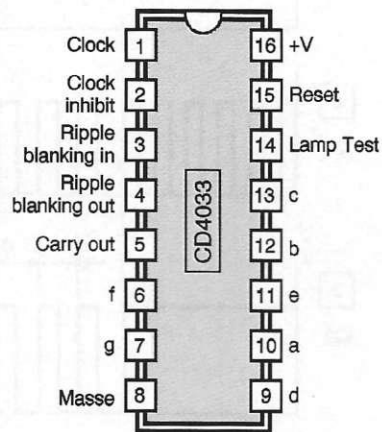 Clock 1 16 +V
Clock
inhibit 2 15 Reset
Ripple
blanking in 3 14 Lamp Test
Ripple
blanking out 4 13 c
Carry out 5 12 b
f 6 11 e
g 7 10 a
Masse 8 9 d
CD4033